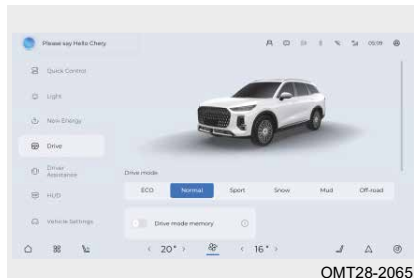 Please say Hello Chery
09:09
Quick Control
Light
New Energy
Drive
Driver
Assistance
HUD
Vehicle Settings
Drive mode
ECO Normal Sport Snow Mud Off-road
Drive mode memory
20° 16°
OMT28-2065